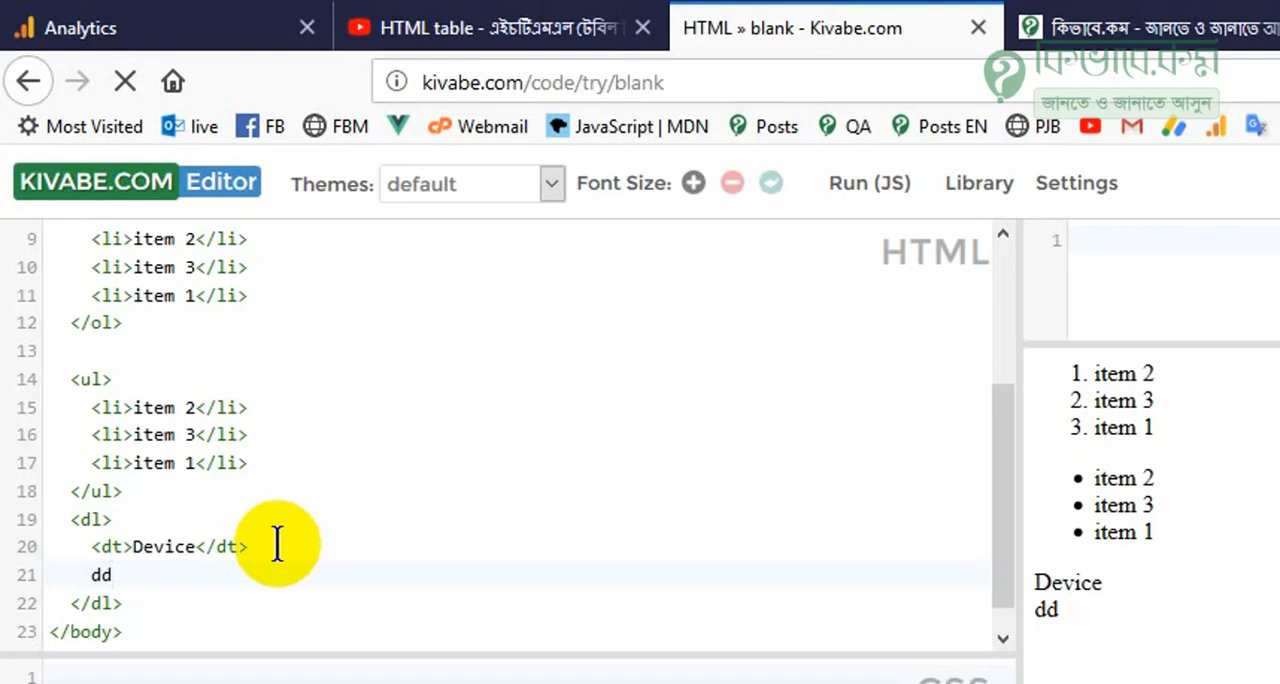 Analytics
HTML table - এইচটিএমএল টেবিল
HTML » blank - Kivabe.com
কিভাবে.কম - জানতে ও জানাতে আ
কিভাবে.কম
জানতে ও জানাতে আসুন
kivabe.com/code/try/blank
Most Visited live FB FBM Webmail JavaScript | MDN Posts QA Posts EN PJB
KIVABE.COM Editor Themes: default Font Size: Run (JS) Library Settings
HTML
9 <li>item 2</li>
10 <li>item 3</li>
11 <li>item 1</li>
12 </ol>
13
14 <ul>
15 <li>item 2</li>
16 <li>item 3</li>
17 <li>item 1</li>
18 </ul>
19 <dl>
20 <dt>Device</dt>
21 dd
22 </dl>
23 </body>
1
1
1. item 2
2. item 3
3. item 1
• item 2
• item 3
• item 1
Device
dd